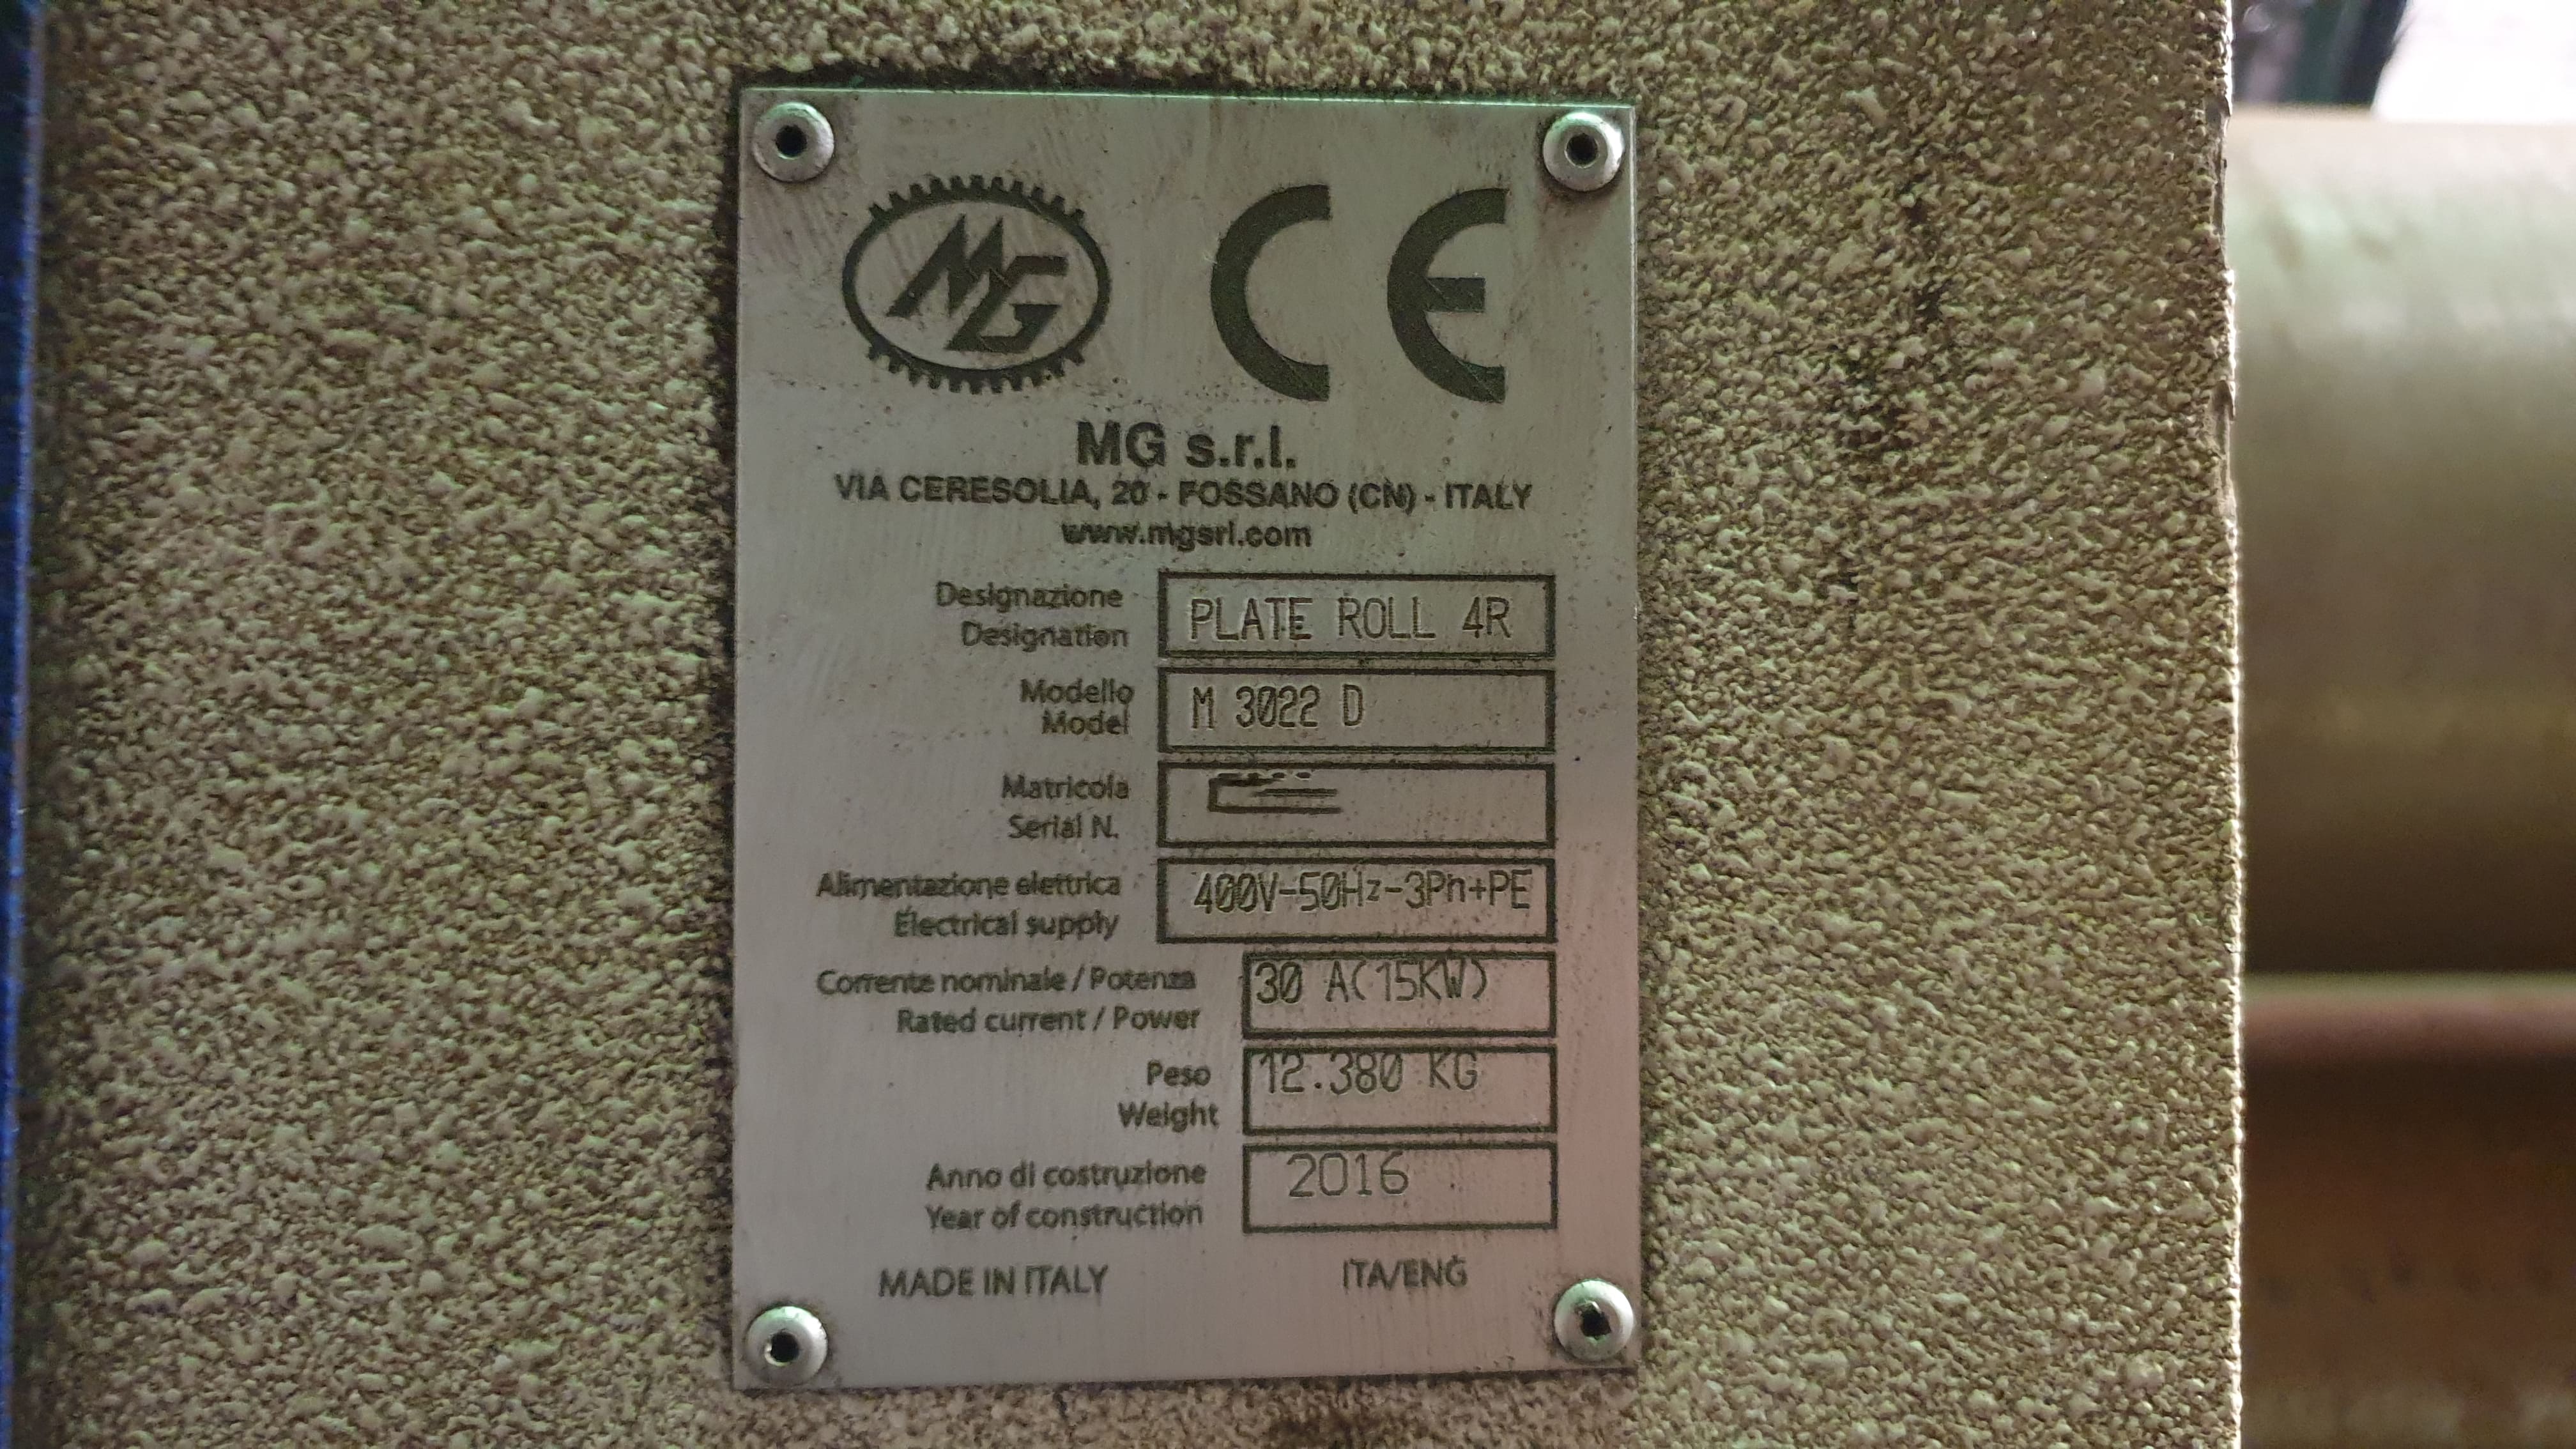 MG CE
MG s.r.l.
VIA CERESOLIA, 20 - FOSSANO (CN) - ITALY
www.mgsrl.com
Designazione
Designation
PLATE ROLL 4R
Modello
Model
M 3022 D
Matricola
Serial N.
Alimentazione elettrica
Electrical supply
400V-50Hz-3Ph+PE
Corrente nominale / Potenza
Rated current / Power
30 A(15KW)
Peso
Weight
12.380 KG
Anno di costruzione
Year of construction
2016
MADE IN ITALY ITA/ENG